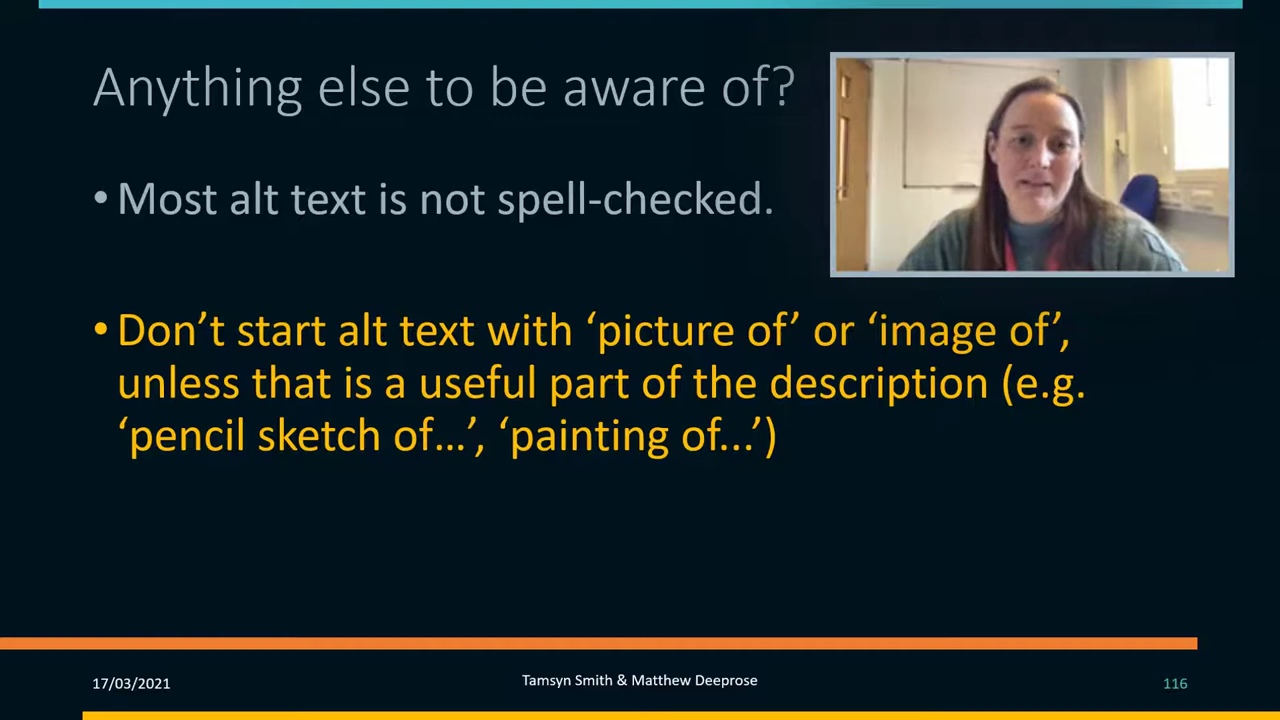 Anything else to be aware of?
• Most alt text is not spell-checked.
• Don’t start alt text with ‘picture of’ or ‘image of’,
unless that is a useful part of the description (e.g.
‘pencil sketch of…’, ‘painting of...’)
17/03/2021
Tamsyn Smith & Matthew Deeprose
116